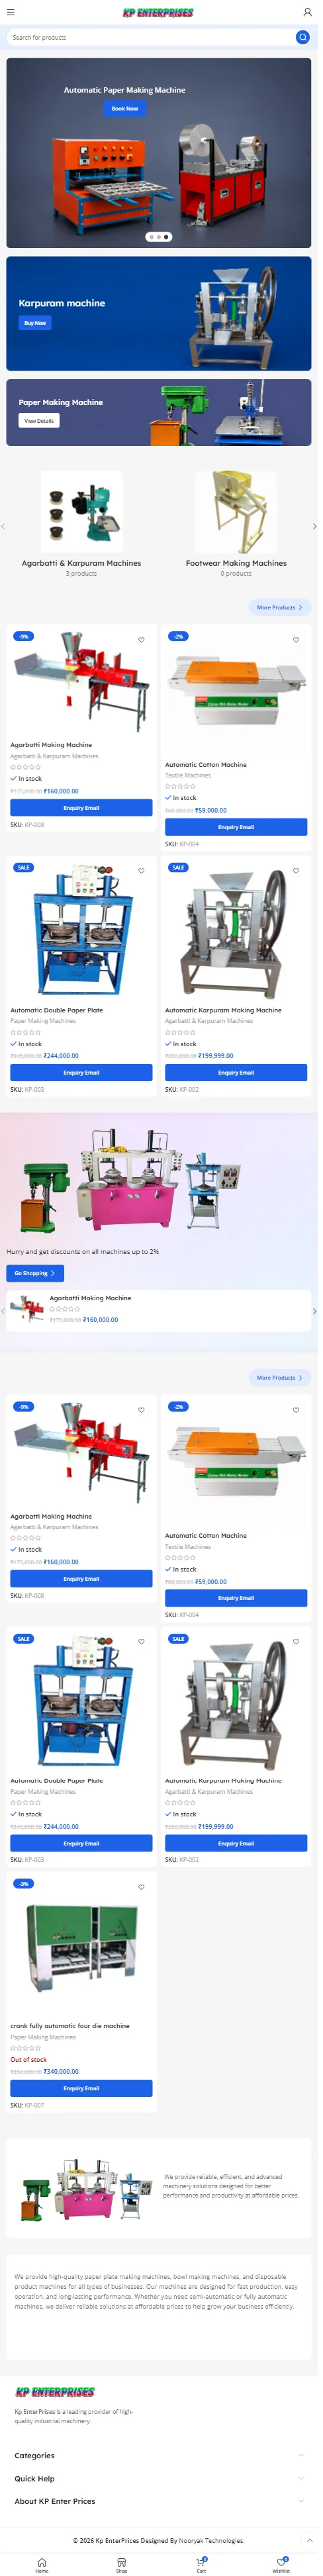 KP ENTERPRISES
Search for products
Automatic Paper Making Machine
Book Now
Karpuram machine
Buy Now
Paper Making Machine
View Details
Agarbatti & Karpuram Machines
3 products
Footwear Making Machines
0 products
More Products
-9%
Agarbatti Making Machine
Agarbatti & Karpuram Machines
In stock
₹175,000.00 ₹160,000.00
Enquiry Email
SKU: KP-008
-2%
Automatic Cotton Machine
Textile Machines
In stock
₹60,000.00 ₹59,000.00
Enquiry Email
SKU: KP-004
SALE
Automatic Double Paper Plate
Paper Making Machines
In stock
₹245,000.00 ₹244,000.00
Enquiry Email
SKU: KP-003
SALE
Automatic Karpuram Making Machine
Agarbatti & Karpuram Machines
In stock
₹200,000.00 ₹199,999.00
Enquiry Email
SKU: KP-002
Hurry and get discounts on all machines up to 2%
Go Shopping
Agarbatti Making Machine
₹175,000.00 ₹160,000.00
More Products
-9%
Agarbatti Making Machine
Agarbatti & Karpuram Machines
In stock
₹175,000.00 ₹160,000.00
Enquiry Email
SKU: KP-008
-2%
Automatic Cotton Machine
Textile Machines
In stock
₹60,000.00 ₹59,000.00
Enquiry Email
SKU: KP-004
SALE
Automatic Double Paper Plate
Paper Making Machines
In stock
₹245,000.00 ₹244,000.00
Enquiry Email
SKU: KP-003
SALE
Automatic Karpuram Making Machine
Agarbatti & Karpuram Machines
In stock
₹200,000.00 ₹199,999.00
Enquiry Email
SKU: KP-002
-3%
crank fully automatic four die machine
Paper Making Machines
Out of stock
₹340,000.00
Enquiry Email
SKU: KP-007
We provide reliable, efficient, and advanced
machinery solutions designed for better
performance and productivity at affordable prices.
We provide high-quality paper plate making machines, bowl making machines, and disposable
product machines for all types of businesses. Our machines are designed for fast production, easy
operation, and long-lasting performance. Whether you need semi-automatic or fully automatic
machines, we deliver reliable solutions at affordable prices to help grow your business efficiently.
KP ENTERPRISES
Kp EnterPrises is a leading provider of high-
quality industrial machinery.
Categories
Quick Help
About KP Enter Prices
© 2026 Kp EnterPrices Designed By Nooryak Technologies.
0
0
Home
Shop
Cart
Wishlist